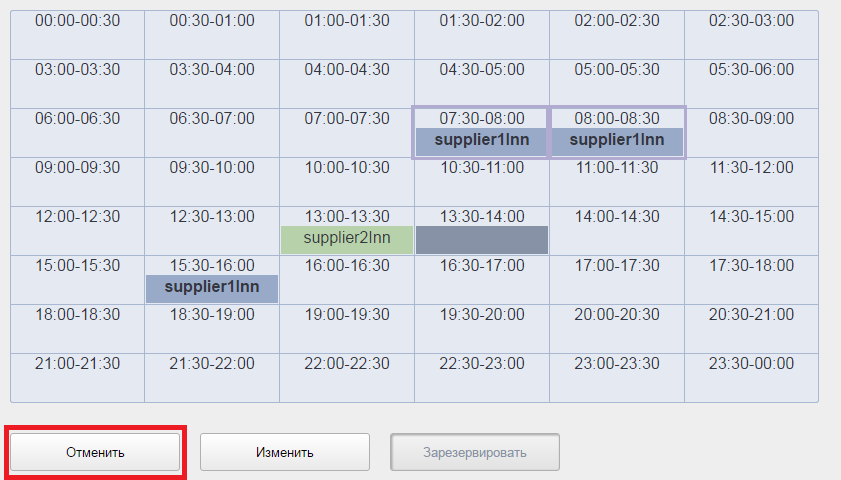 00:00-00:30 00:30-01:00 01:00-01:30 01:30-02:00 02:00-02:30 02:30-03:00
03:00-03:30 03:30-04:00 04:00-04:30 04:30-05:00 05:00-05:30 05:30-06:00
06:00-06:30 06:30-07:00 07:00-07:30 07:30-08:00 08:00-08:30 08:30-09:00
supplier1Inn supplier1Inn
09:00-09:30 09:30-10:00 10:00-10:30 10:30-11:00 11:00-11:30 11:30-12:00
12:00-12:30 12:30-13:00 13:00-13:30 13:30-14:00 14:00-14:30 14:30-15:00
supplier2Inn
15:00-15:30 15:30-16:00 16:00-16:30 16:30-17:00 17:00-17:30 17:30-18:00
supplier1Inn
18:00-18:30 18:30-19:00 19:00-19:30 19:30-20:00 20:00-20:30 20:30-21:00
21:00-21:30 21:30-22:00 22:00-22:30 22:30-23:00 23:00-23:30 23:30-00:00
Отменить Изменить Зарезервировать